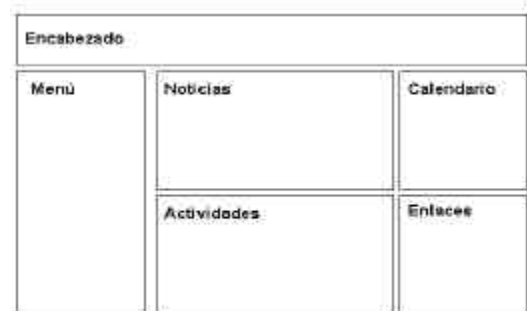 Encabezado
Menú
Noticias
Calendario
Actividades
Enlaces